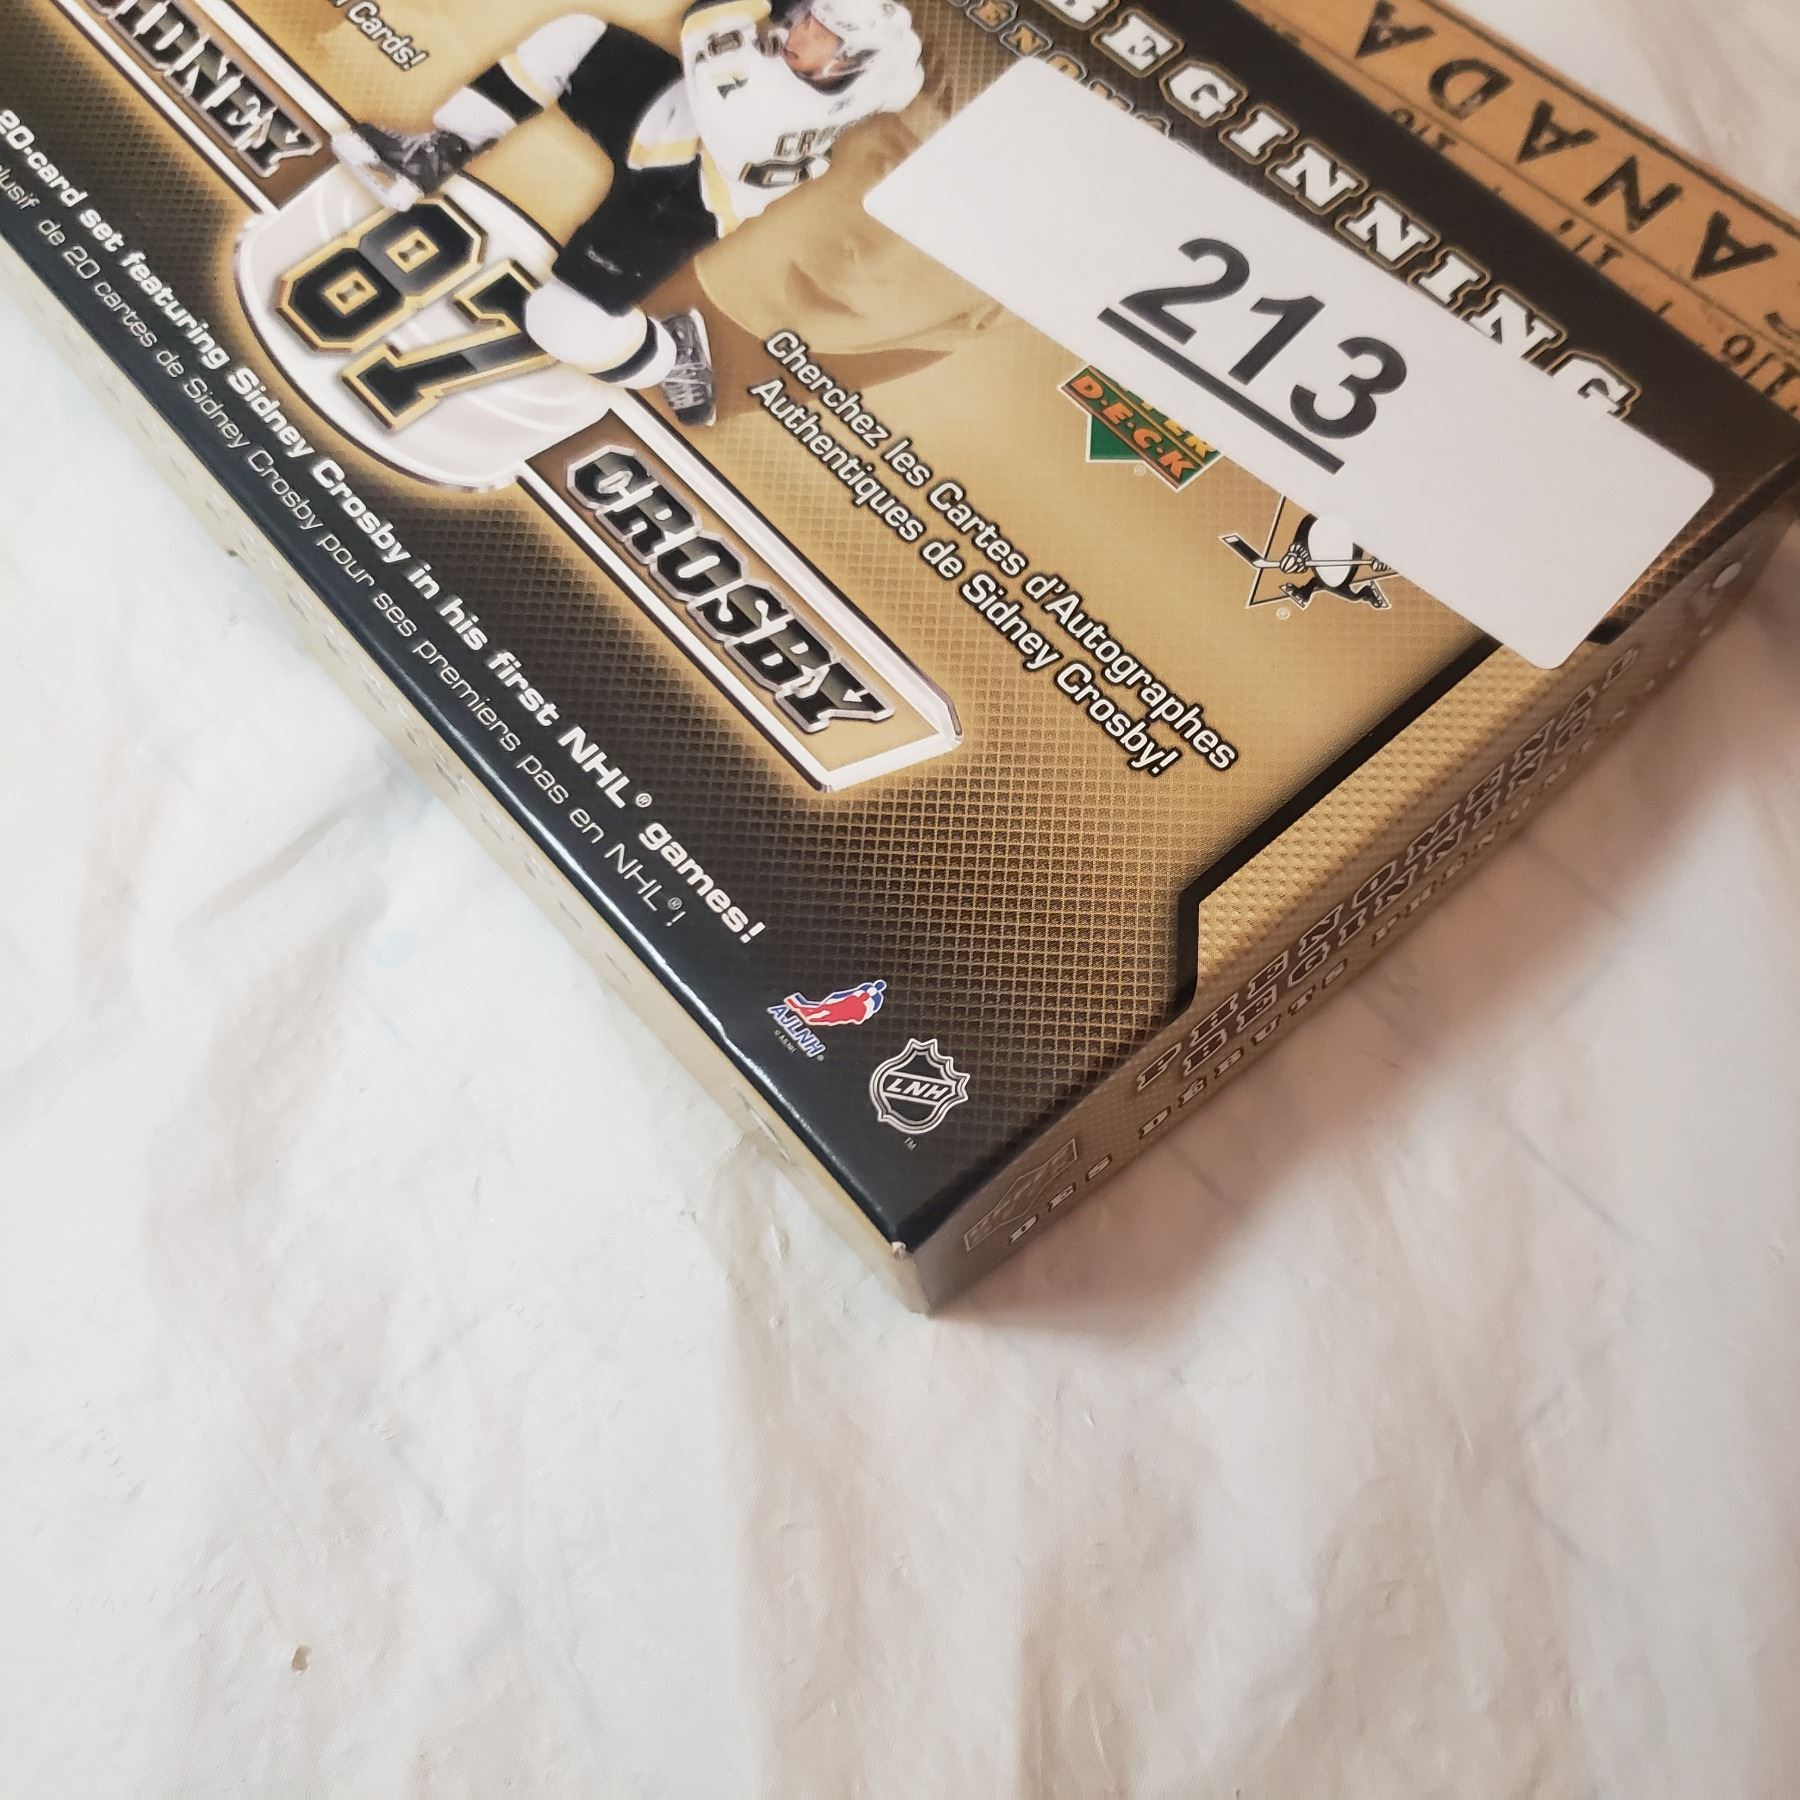 BEGINNING
CANADA
213
Cards!
SIDNEY
87
CROSBY
Cherchez les Cartes d'Autographes
Authentiques de Sidney Crosby!
DECK
20-card set featuring Sidney Crosby in his first NHL® games!
de 20 cartes de Sidney Crosby pour ses premiers pas en NHL®!
AJLNH
LNH
PHENOMENAL
BEGINNING
DES DÉBUTS